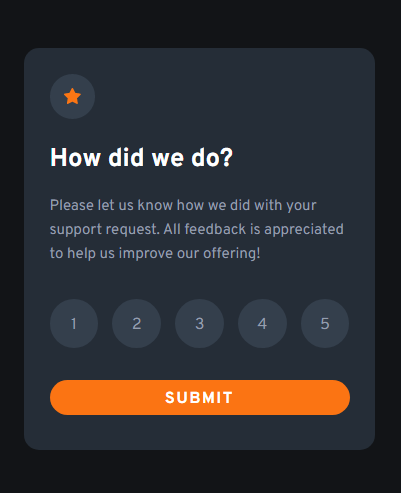 How did we do?
Please let us know how we did with your
support request. All feedback is appreciated
to help us improve our offering!
1 2 3 4 5
SUBMIT